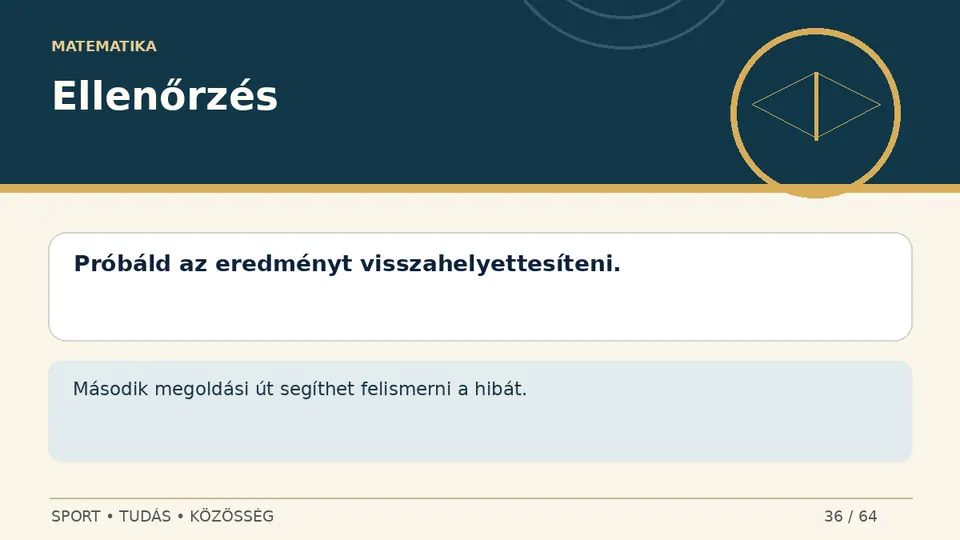 MATEMATIKA
Ellenőrzés
Próbáld az eredményt visszahelyettesíteni.
Második megoldási út segíthet felismerni a hibát.
SPORT • TUDÁS • KÖZÖSSÉG
36 / 64